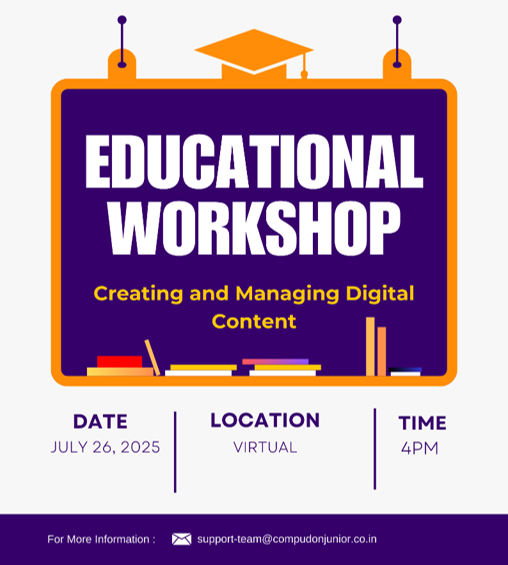 EDUCATIONAL
WORKSHOP
Creating and Managing Digital
Content
DATE
JULY 26, 2025
LOCATION
VIRTUAL
TIME
4PM
For More Information :
support-team@compudonjunior.co.in